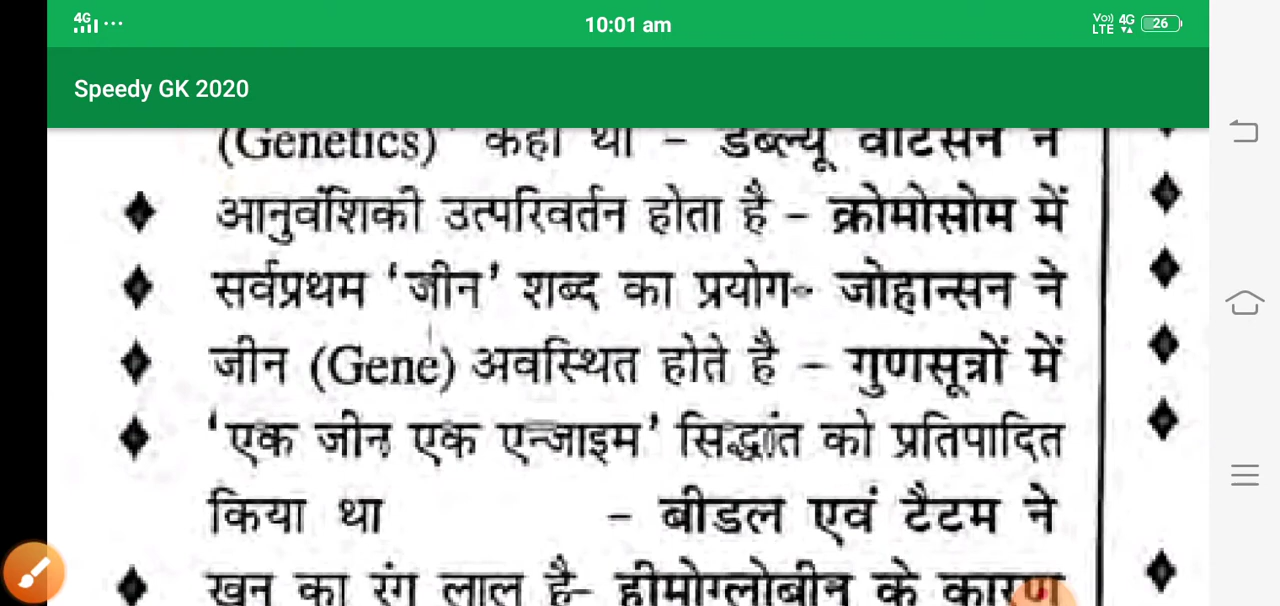 4G ...
10:01 am
Vo)) 4G
LTE
26
Speedy GK 2020
(Genetics)' कहा था - डब्ल्यू वाटसन ने
♦ आनुवंशिकी उत्परिवर्तन होता है - क्रोमोसोम में
♦ सर्वप्रथम 'जीन' शब्द का प्रयोग- जोहान्सन ने
♦ जीन (Gene) अवस्थित होते है - गुणसूत्रों में
♦ 'एक जीन एक एन्जाइम' सिद्धांत को प्रतिपादित
किया था - बीडल एवं टैटम ने
♦ खून का रंग लाल है- हीमोग्लोबीन के कारण